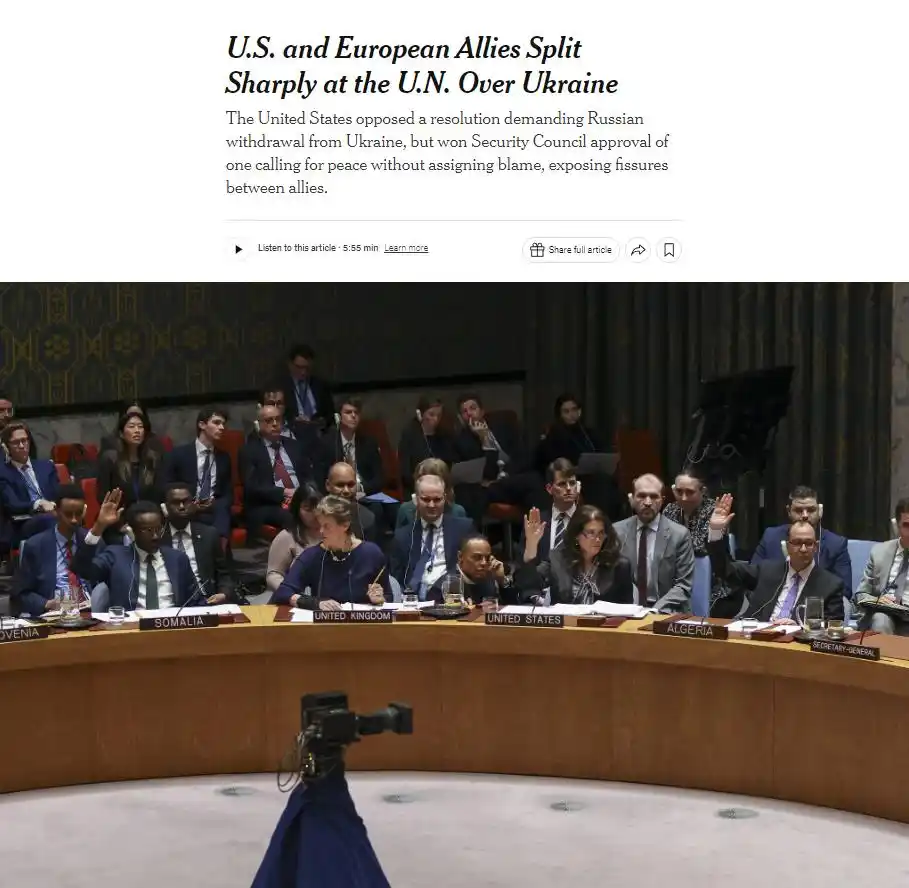 U.S. and European Allies Split
Sharply at the U.N. Over Ukraine
The United States opposed a resolution demanding Russian
withdrawal from Ukraine, but won Security Council approval of
one calling for peace without assigning blame, exposing fissures
between allies.
Listen to this article · 5:55 min Learn more
Share full article
OVENIA
SOMALIA
UNITED KINGDOM
UNITED STATES
ALGERIA
SECRETARY-GENERAL